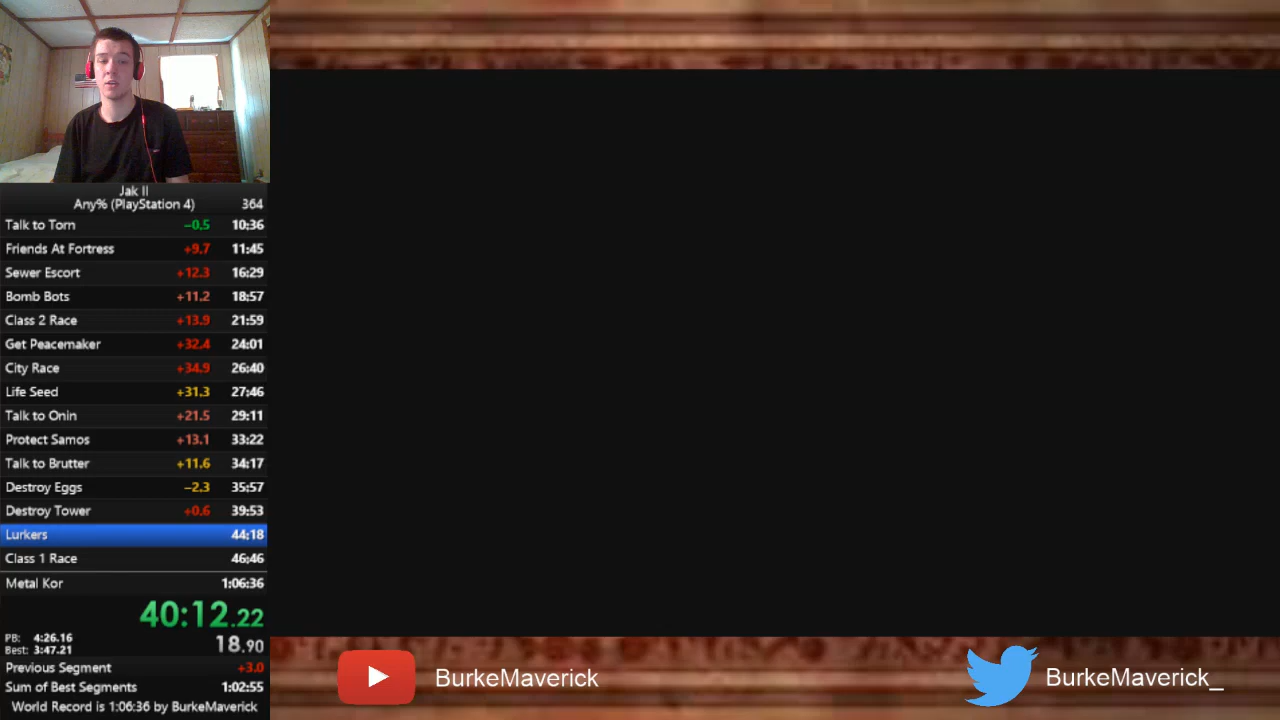 Jak II
Any% (PlayStation 4) 364
Talk to Torn -0.5 10:36
Friends At Fortress +9.7 11:45
Sewer Escort +12.3 16:29
Bomb Bots +11.2 18:57
Class 2 Race +13.9 21:59
Get Peacemaker +32.4 24:01
City Race +34.9 26:40
Life Seed +31.3 27:46
Talk to Onin +21.5 29:11
Protect Samos +13.1 33:22
Talk to Brutter +11.6 34:17
Destroy Eggs -2.3 35:57
Destroy Tower +0.6 39:53
Lurkers 44:18
Class 1 Race 46:46
Metal Kor 1:06:36
40:12.22
PB: 4:26.16
Best: 3:47.21
18.90
Previous Segment +3.0
Sum of Best Segments 1:02:55
World Record is 1:06:36 by BurkeMaverick
BurkeMaverick
BurkeMaverick_